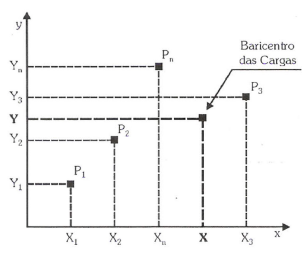 y
Baricentro
das Cargas
Yₙ
Pₙ
Y₃
P₃
Y
Y₂
P₂
Y₁
P₁
X₁ X₂ Xₙ X X₃ x